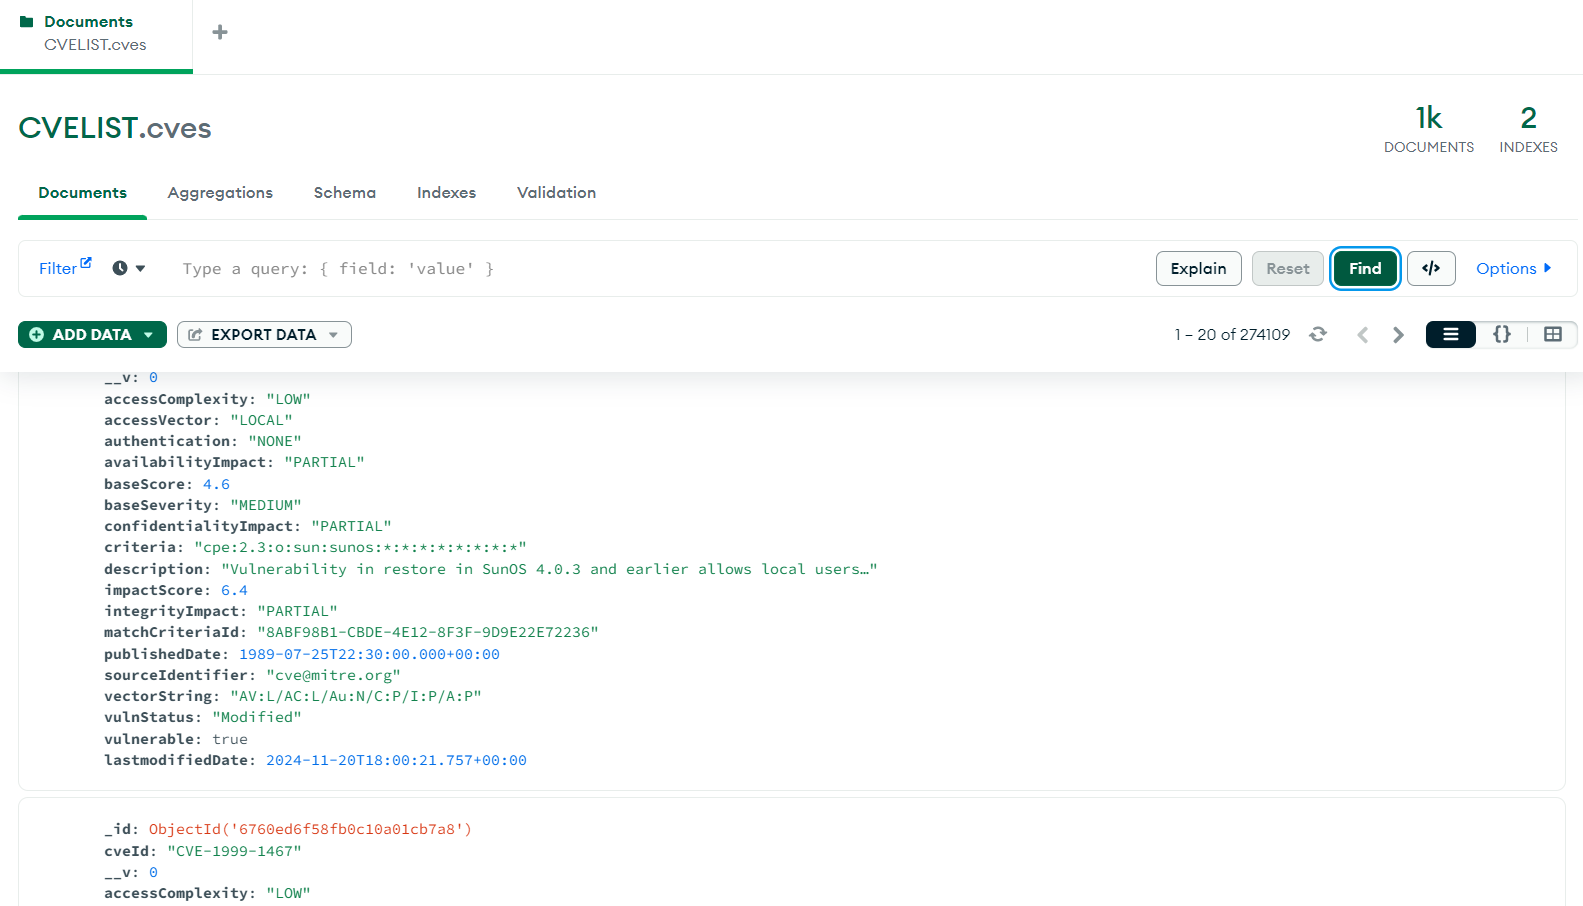 Documents
CVELIST.cves
CVELIST.cves
1k
DOCUMENTS
2
INDEXES
Documents Aggregations Schema Indexes Validation
Filter Type a query: { field: 'value' } Explain Reset Find </> Options
ADD DATA EXPORT DATA 1 – 20 of 274109 {}
__v: 0
accessComplexity: "LOW"
accessVector: "LOCAL"
authentication: "NONE"
availabilityImpact: "PARTIAL"
baseScore: 4.6
baseSeverity: "MEDIUM"
confidentialityImpact: "PARTIAL"
criteria: "cpe:2.3:o:sun:sunos:*:*:*:*:*:*:*:*"
description: "Vulnerability in restore in SunOS 4.0.3 and earlier allows local users…"
impactScore: 6.4
integrityImpact: "PARTIAL"
matchCriteriaId: "8ABF98B1-CBDE-4E12-8F3F-9D9E22E72236"
publishedDate: 1989-07-25T22:30:00.000+00:00
sourceIdentifier: "cve@mitre.org"
vectorString: "AV:L/AC:L/Au:N/C:P/I:P/A:P"
vulnStatus: "Modified"
vulnerable: true
lastmodifiedDate: 2024-11-20T18:00:21.757+00:00
_id: ObjectId('6760ed6f58fb0c10a01cb7a8')
cveId: "CVE-1999-1467"
__v: 0
accessComplexity: "LOW"